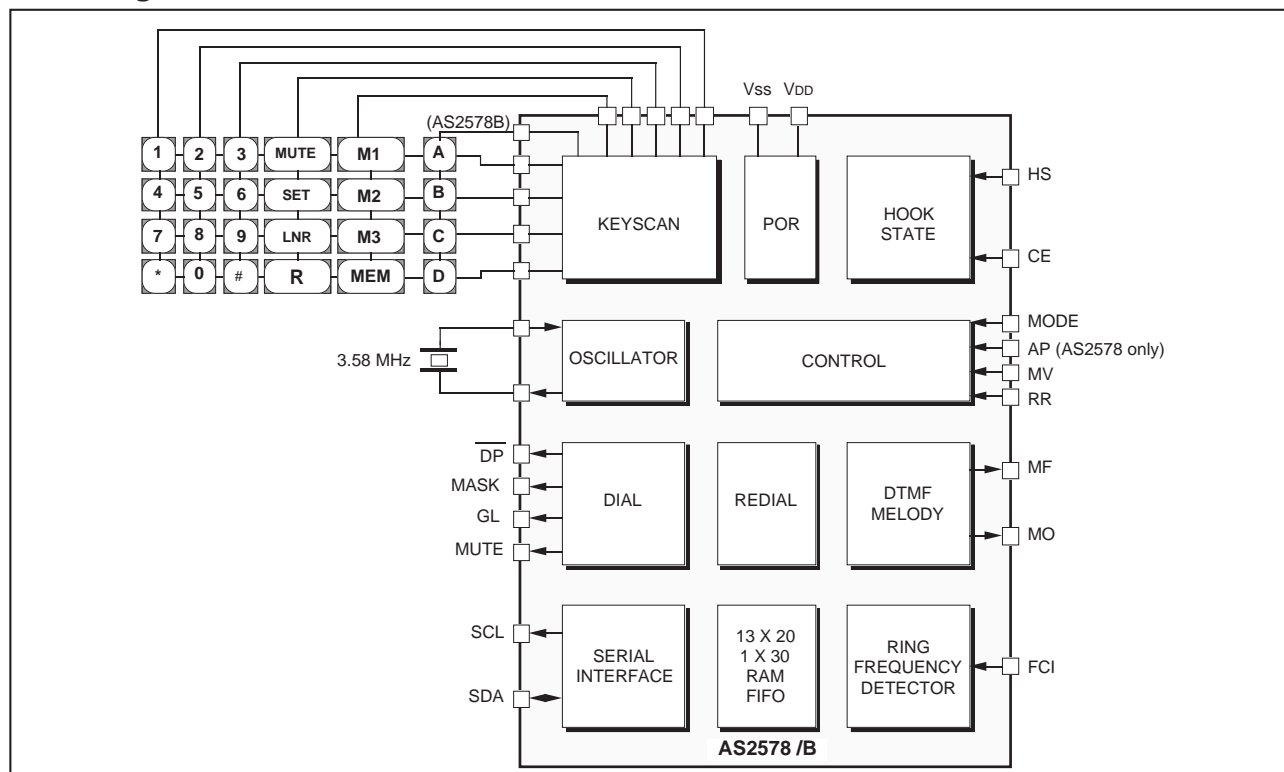 Vss VDD
(AS2578B)
1 2 3 MUTE M1 A
4 5 6 SET M2 B
7 8 9 LNR M3 C
* 0 # R MEM D
KEYSCAN
POR
HOOK
STATE
HS
CE
3.58 MHz
OSCILLATOR
CONTROL
MODE
AP (AS2578 only)
MV
RR
DP
MASK
GL
MUTE
DIAL
REDIAL
DTMF
MELODY
MF
MO
SCL
SDA
SERIAL
INTERFACE
13 X 20
1 X 30
RAM
FIFO
RING
FREQUENCY
DETECTOR
FCI
AS2578 /B